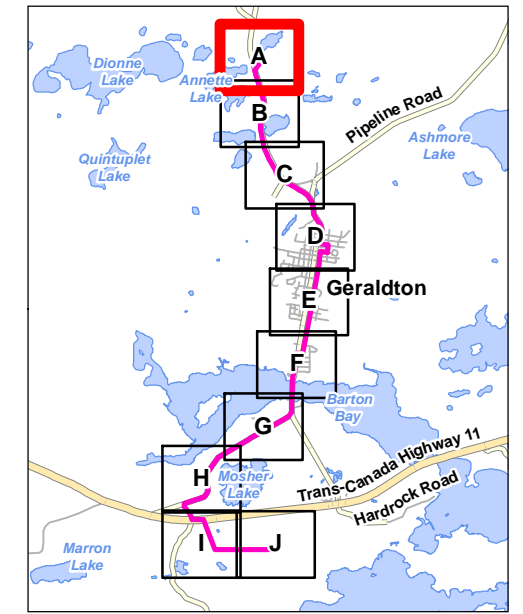 A
Dionne
Lake
Annette
Lake
B
Pipeline Road
Ashmore
Lake
Quintuplet
Lake
C
D
E
Geraldton
F
Barton
Bay
G
Trans-Canada Highway 11
H
Mosher
Lake
Hardrock Road
I
J
Marron
Lake